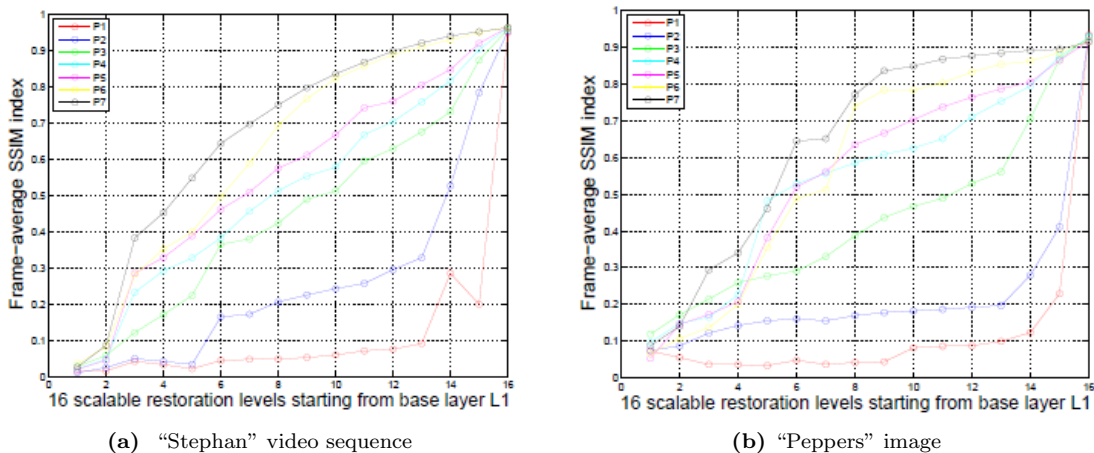 1
0.9
0.8
0.7
0.6
0.5
0.4
0.3
0.2
0.1
0
Frame-average SSIM index
P1
P2
P3
P4
P5
P6
P7
0 2 4 6 8 10 12 14 16
16 scalable restoration levels starting from base layer L1
(a) “Stephan” video sequence
1
0.9
0.8
0.7
0.6
0.5
0.4
0.3
0.2
0.1
0
Frame-average SSIM index
P1
P2
P3
P4
P5
P6
P7
0 2 4 6 8 10 12 14 16
16 scalable restoration levels starting from base layer L1
(b) “Peppers” image